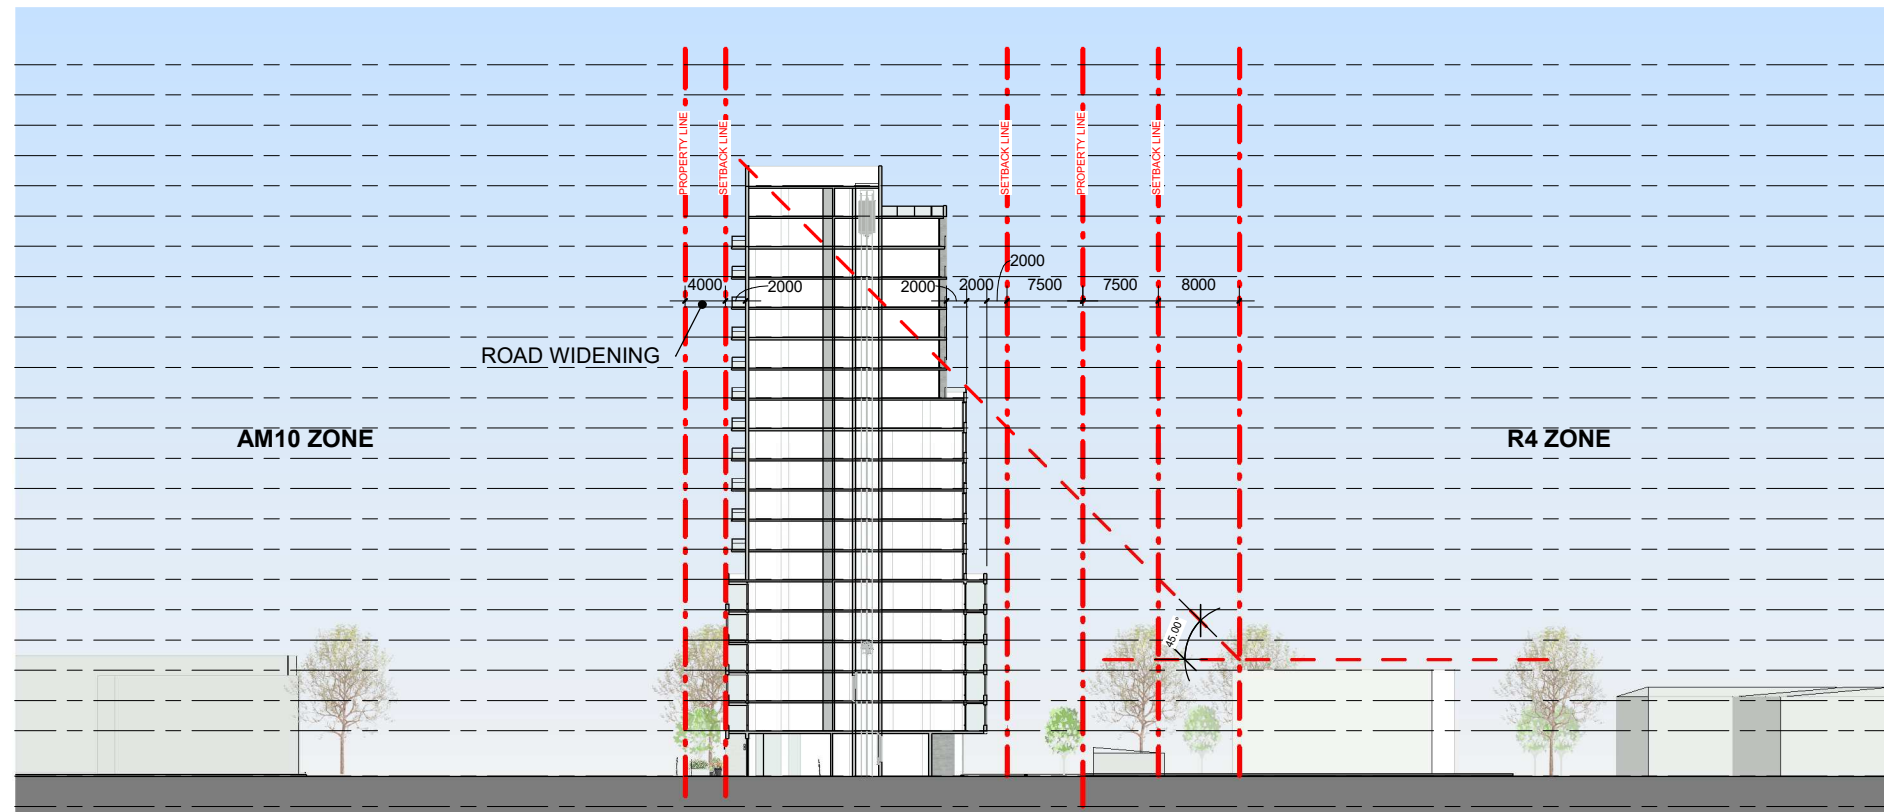 PROPERTY LINE
SETBACK LINE
SETBACK LINE
PROPERTY LINE
SETBACK LINE
2000
4000
2000
2000
2000
7500
7500
8000
ROAD WIDENING
AM10 ZONE
R4 ZONE
45.00°